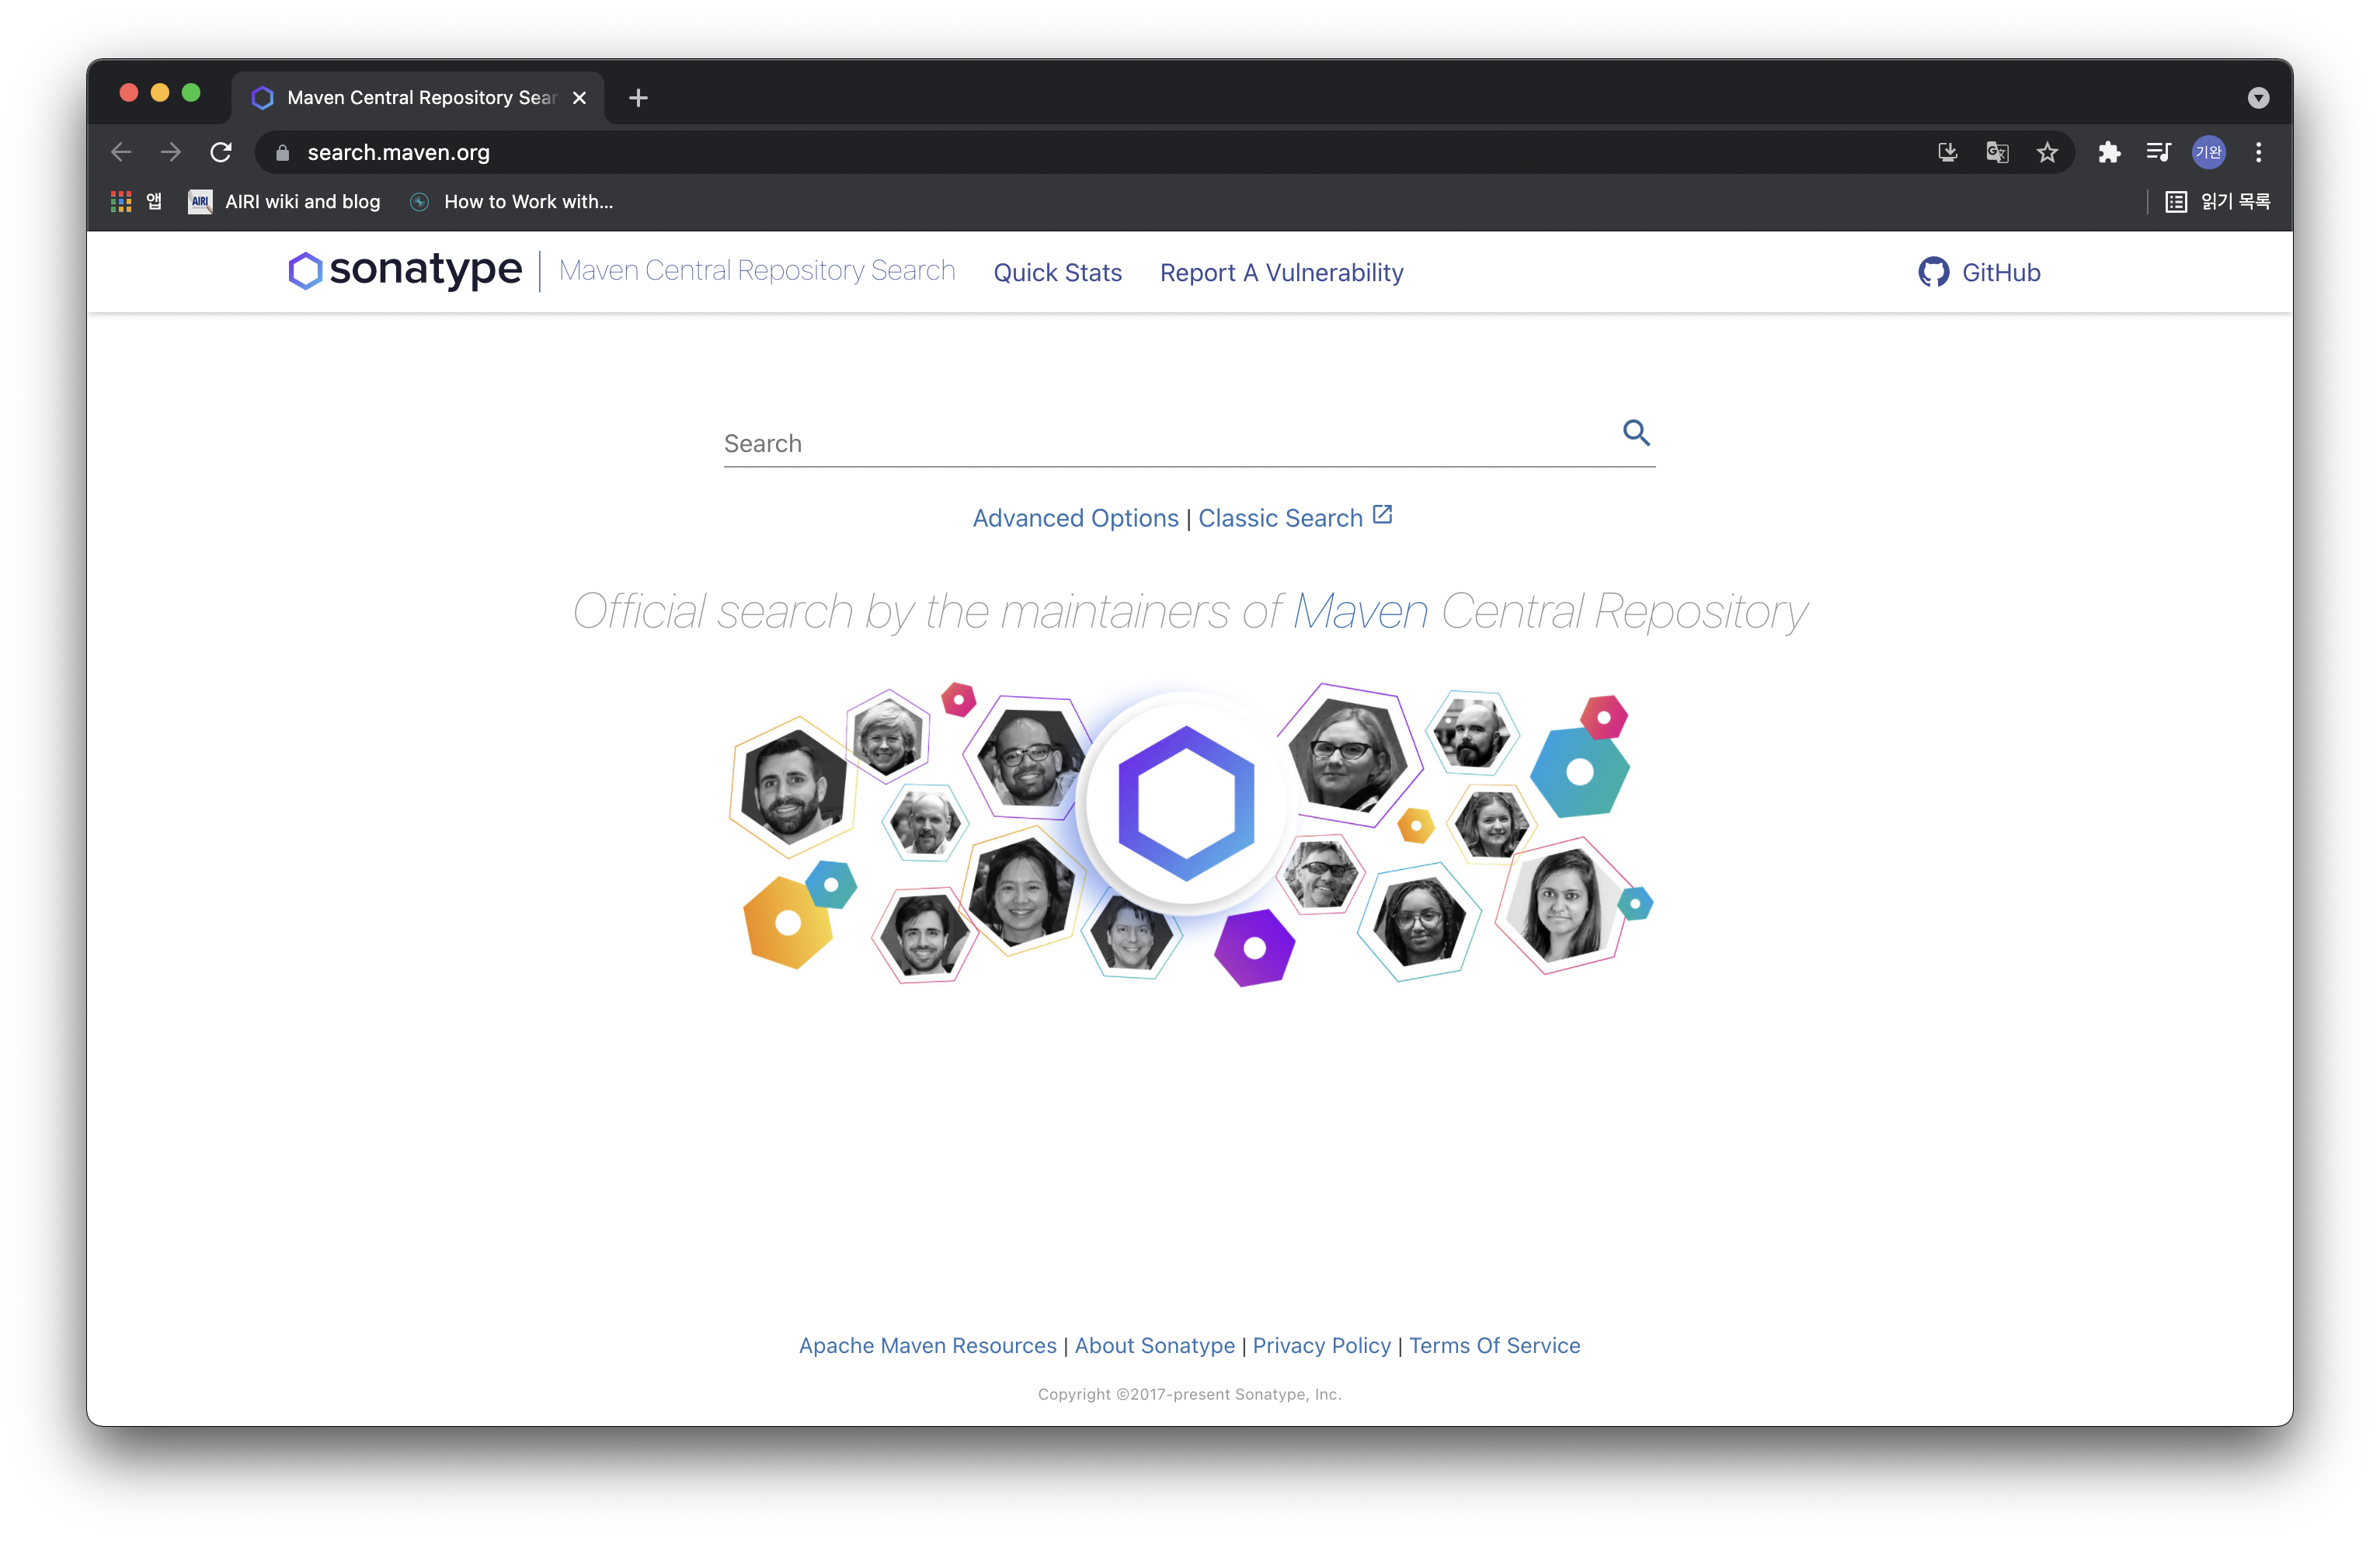 Maven Central Repository Sear
search.maven.org
기완
앱 AIRI AIRI wiki and blog How to Work with... 읽기 목록
sonatype Maven Central Repository Search Quick Stats Report A Vulnerability GitHub
Search
Advanced Options | Classic Search
Official search by the maintainers of Maven Central Repository
Apache Maven Resources | About Sonatype | Privacy Policy | Terms Of Service
Copyright ©2017-present Sonatype, Inc.